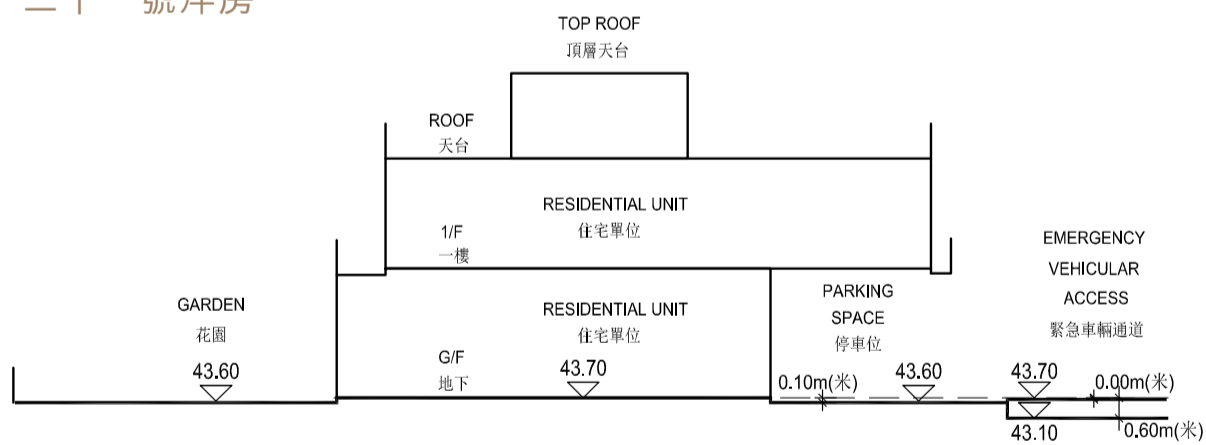 號洋房
TOP ROOF
頂層天台
ROOF
天台
RESIDENTIAL UNIT
住宅單位
1/F
一樓
EMERGENCY
VEHICULAR
ACCESS
緊急車輛通道
GARDEN
花園
43.60
RESIDENTIAL UNIT
住宅單位
G/F
地下
43.70
PARKING
SPACE
停車位
0.10m(米)
43.60
43.70
0.00m(米)
43.10
0.60m(米)